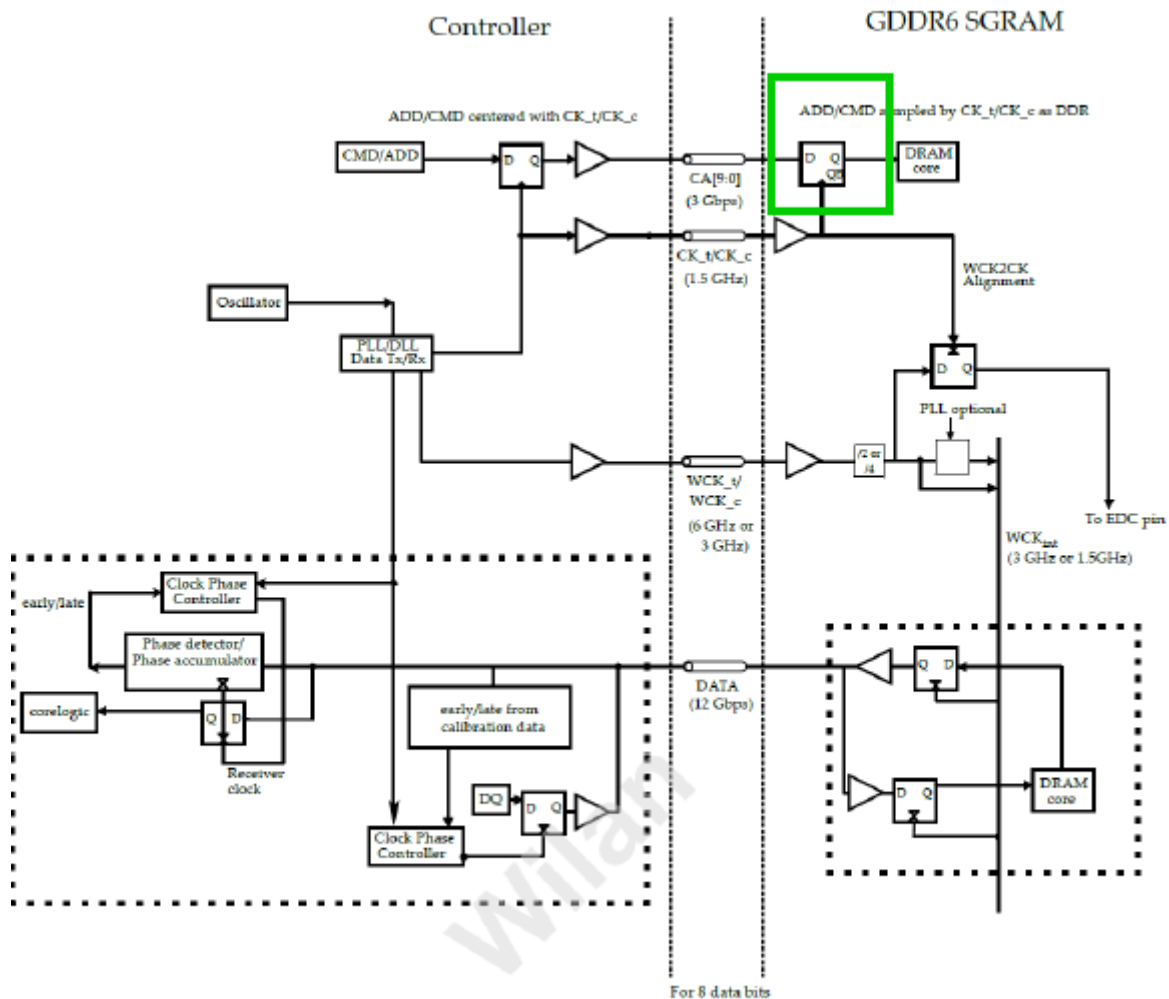 Controller
GDDR6 SGRAM
ADD/CMD centered with CK_t/CK_c
ADD/CMD sampled by CK_t/CK_c as DDR
CMD/ADD
D Q
CA[9:0]
(3 Gbps)
D Q
QB
DRAM
core
CK_t/CK_c
(1.5 GHz)
WCK2CK
Alignment
Oscillator
PLL/DLL
Data Tx/Rx
D Q
PLL optional
/2 or
/4
WCK_t/
WCK_c
(6 GHz or
3 GHz)
To EDC pin
WCKint
(3 GHz or 1.5GHz)
early/late
Clock Phase
Controller
Phase detector/
Phase accumulator
DATA
(12 Gbps)
Q D
corelogic
Q D
early/late from
calibration data
Receiver
clock
DQ
D Q
Clock Phase
Controller
D Q
DRAM
core
Wilan
For 8 data bits